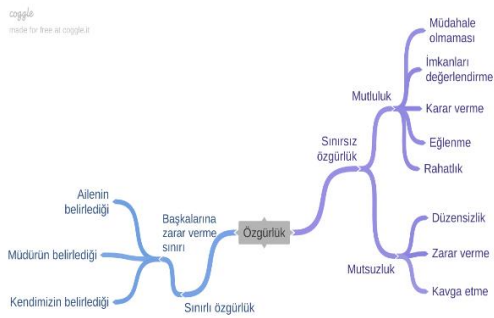 coggle
made for free at coggle.it
Müdahale
olmaması
İmkanları
değerlendirme
Mutluluk
Karar verme
Sınırsız
özgürlük
Eğlenme
Rahatlık
Ailenin
belirlediği
Başkalarına
zarar verme
sınırı
Özgürlük
Düzensizlik
Müdürün belirlediği
Zarar verme
Mutsuzluk
Kendimizin belirlediği
Sınırlı özgürlük
Kavga etme